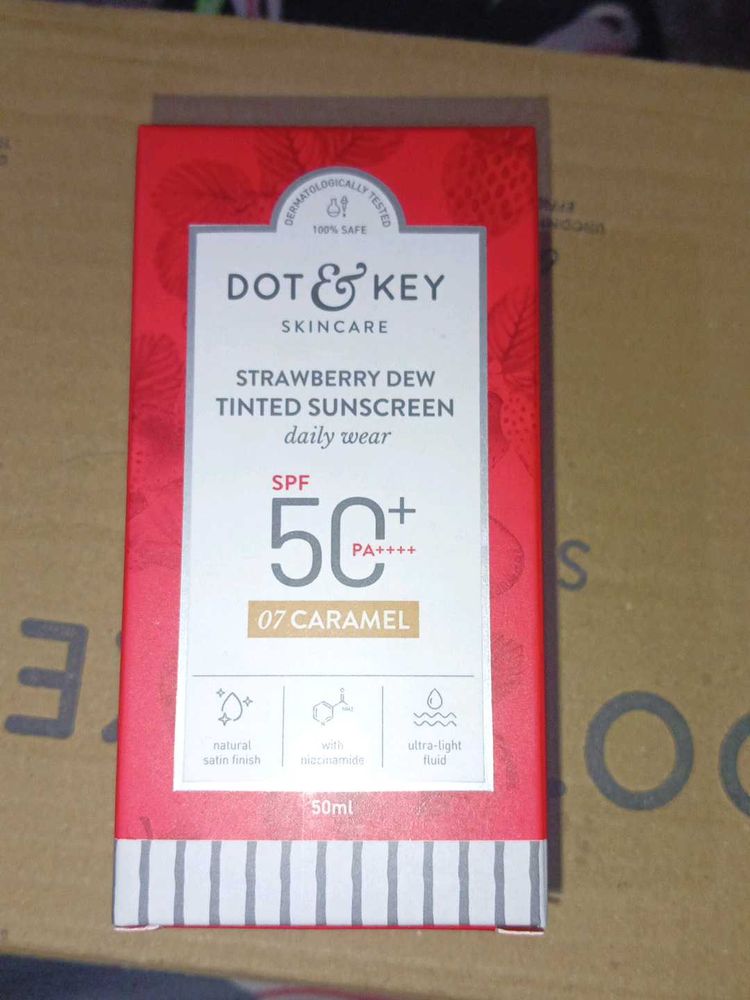 DERMATOLOGICALLY TESTED
100% SAFE
DOT & KEY
SKINCARE
STRAWBERRY DEW
TINTED SUNSCREEN
daily wear
SPF
50+
PA++++
07 CARAMEL
natural
satin finish
NH2
with
niacinamide
ultra-light
fluid
50ml